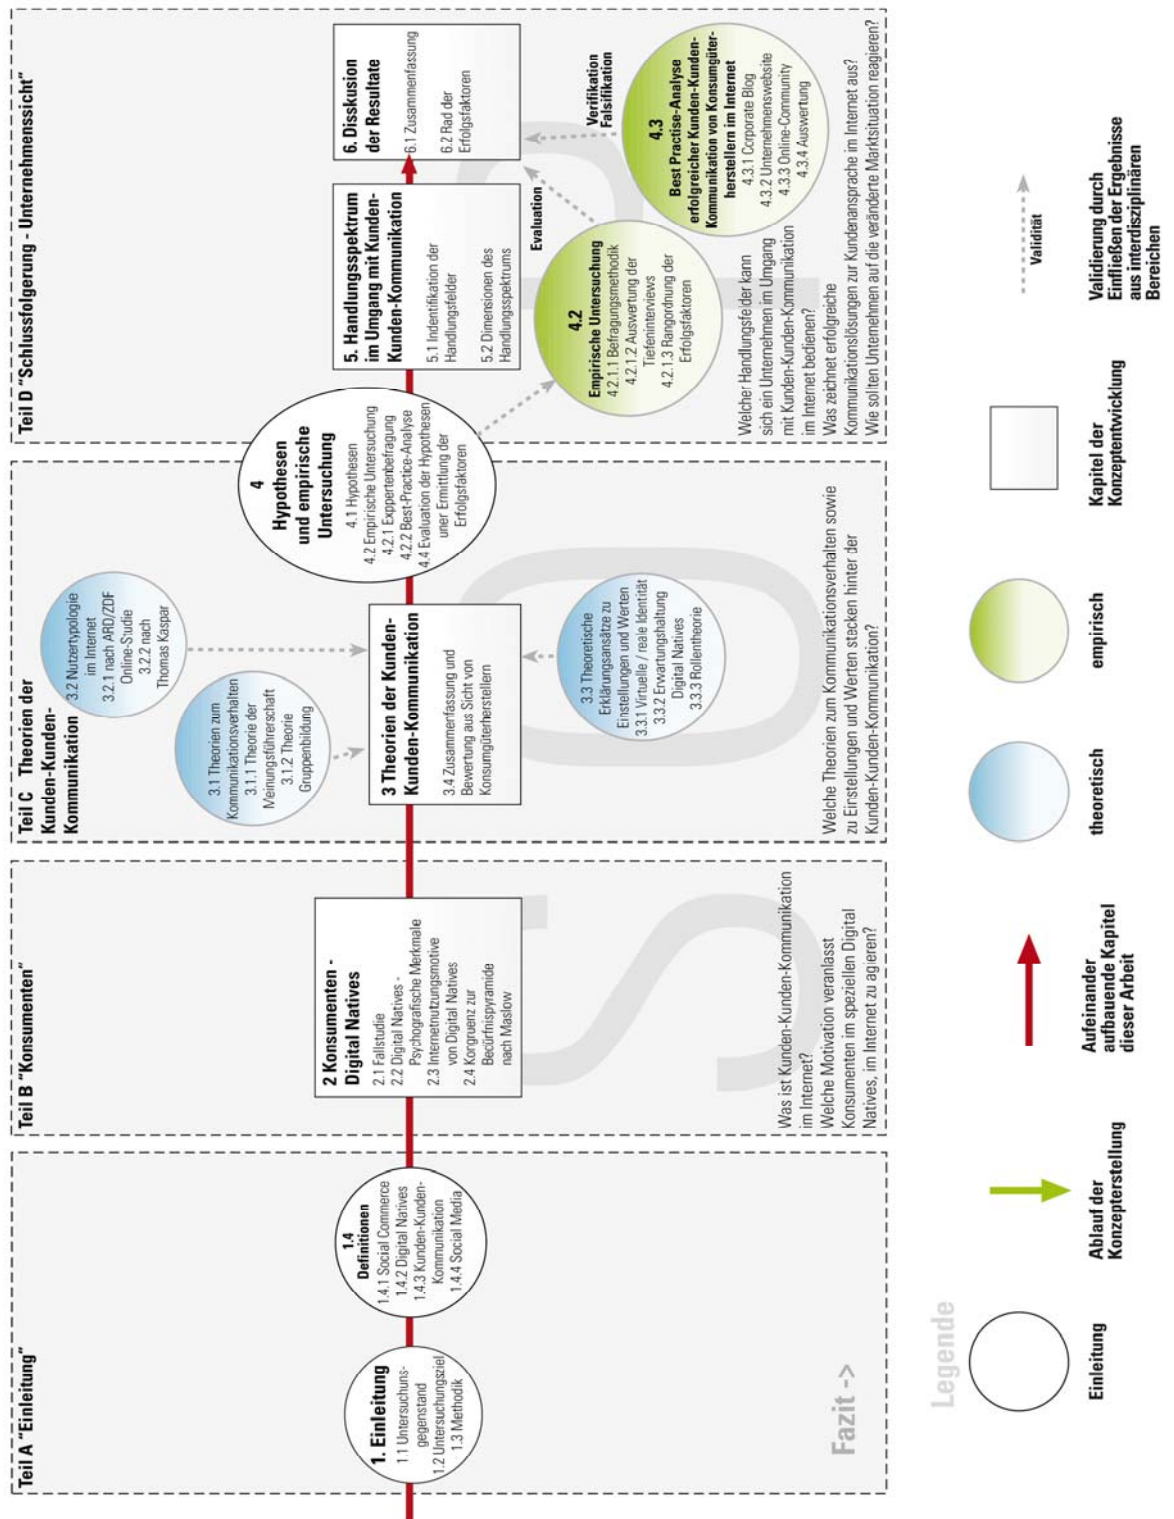 Teil A "Einleitung"
1. Einleitung
1.1 Untersuchuns-
gegenstand
1.2 Untersuchungsziel
1.3 Methodik
1.4
Definitionen
1.4.1 Social Commerce
1.4.2 Digital Natives
1.4.3 Kunden-Kunden-
Kommunikation
1.4.4 Social Media
Fazit ->
Teil B "Konsumenten"
2 Konsumenten -
Digital Natives
2.1 Fallstudie
2.2 Digital Natives -
Psychografische Merkmale
2.3 Internetnutzungsmotive
von Digital Natives
2.4 Kongruenz zur
Becürfnispyramide
nach Maslow
S
Was ist Kunden-Kunden-Kommunikation
im Internet?
Welche Motivation veranlasst
Konsumenten im speziellen Digital
Natives, im Internet zu agieren?
Teil C Theorien der
Kunden-Kunden-
Kommunikation
3.1 Theorien zum
Kommunikationsverhalten
3.1.1 Theorie der
Meinungsführerschaft
3.1.2 Theorie
Gruppenbildung
3.2 Nutzertypologie
im Internet
3.2.1 nach ARD/ZDF
Online-Studie
3.2.2 nach
Thomas Kaspar
3 Theorien der Kunden-
Kunden-Kommunikation
3.4 Zusammenfassung und
Bewertung aus Sicht von
Konsumgüterherstellern
3.3 Theoretische
Erklärungsansätze zu
Einstellungen und Werten
3.3.1 Virtuelle / reale Identität
3.3.2 Erwartungshaltung
Digital Natives
3.3.3 Rollentheorie
O
Welche Theorien zum Kommunikationsverhalten sowie
zu Einstellungen und Werten stecken hinter der
Kunden-Kunden-Kommunikation?
4
Hypothesen
und empirische
Untersuchung
4.1 Hypothesen
4.2 Empirische Untersuchung
4.2.1 Exppertenbefragung
4.2.2 Best-Practice-Analyse
4.4 Evaluation der Hypothesen
uner Ermittlung der
Erfolgsfaktoren
Teil D "Schlussfolgerung - Unternehmenssicht"
5. Handlungsspektrum
im Umgang mit Kunden-
Kunden-Kommunikation
5.1 Indentifikation der
Handlungsfelder
5.2 Dimensionen des
Handlungsspektrums
6. Disskusion
der Resultate
6.1 Zusammenfassung
6.2 Rad der
Erfolgsfaktoren
Evaluation
Verifikation
Falsifikation
4.2
Empirische Untersuchung
4.2.1.1 Befragungsmethodik
4.2.1.2 Auswertung der
Tiefeninterviews
4.2.1.3 Rangordnung der
Erfolgsfaktoren
4.3
Best Practise-Analyse
erfolgreicher Kunden-Kunden-
Kommunikation von Konsumgüter-
herstellern im Internet
4.3.1 Corporate Blog
4.3.2 Unternehmenswebsite
4.3.3 Online-Community
4.3.4 Auswertung
Welcher Handlungsfelder kann
sich ein Unternehmen im Umgang
mit Kunden-Kunden-Kommunikation
im Internet bedienen?
Was zeichnet erfolgreiche
Kommunikationslösungen zur Kundenansprache im Internet aus?
Wie sollten Unternehmen auf die veränderte Marktsituation reagieren?
Legende
Einleitung
Ablauf der
Konzepterstellung
Aufeinander
aufbauende Kapitel
dieser Arbeit
theoretisch
empirisch
Kapitel der
Konzeptentwicklung
Validität
Validierung durch
Einfließen der Ergebnisse
aus interdisziplinären
Bereichen